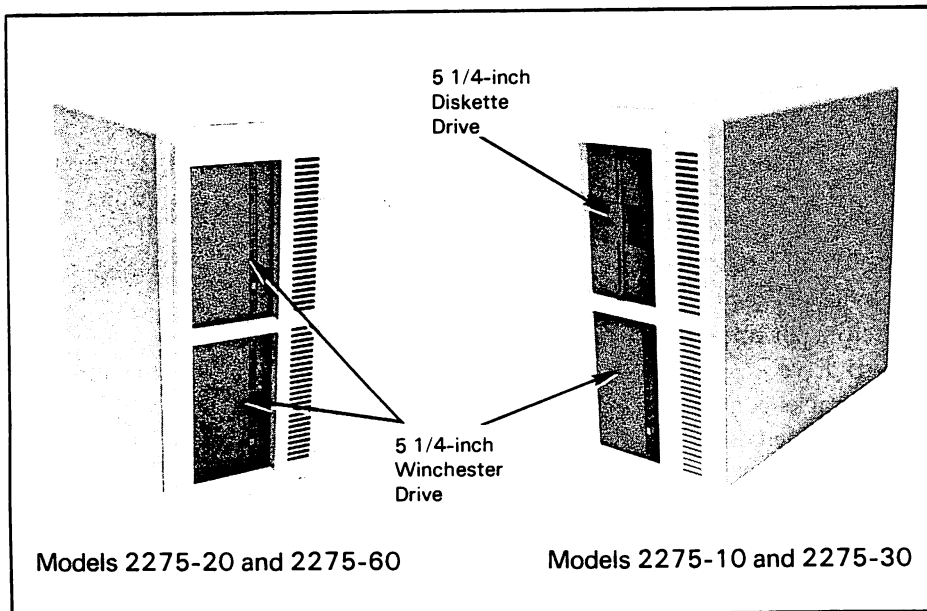 5 1/4-inch
Diskette
Drive
5 1/4-inch
Winchester
Drive
Models 2275-20 and 2275-60
Models 2275-10 and 2275-30